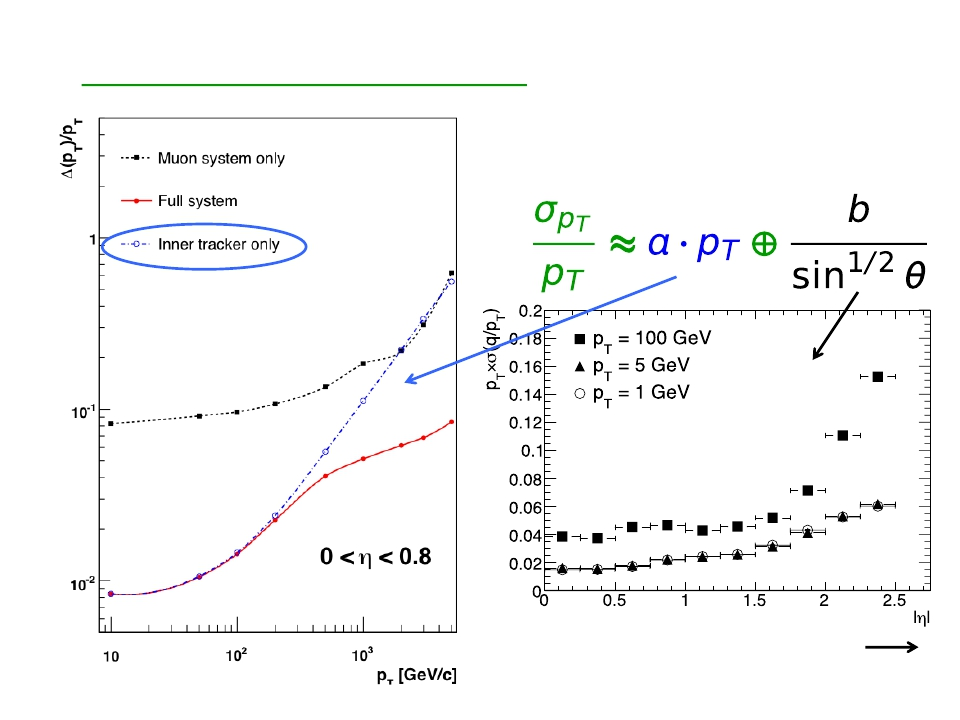 Δ(p_T)/p_T
Muon system only
Full system
Inner tracker only
1
10^-1
10^-2
0 < η < 0.8
10
10^2
10^3
p_T [GeV/c]
σ_{p_T} / p_T ≈ a · p_T ⊕ b / sin^{1/2} θ
p_T×σ(q/p_T)
0.2
0.18
0.16
0.14
0.12
0.1
0.08
0.06
0.04
0.02
0
p_T = 100 GeV
p_T = 5 GeV
p_T = 1 GeV
0
0.5
1
1.5
2
2.5
|η|